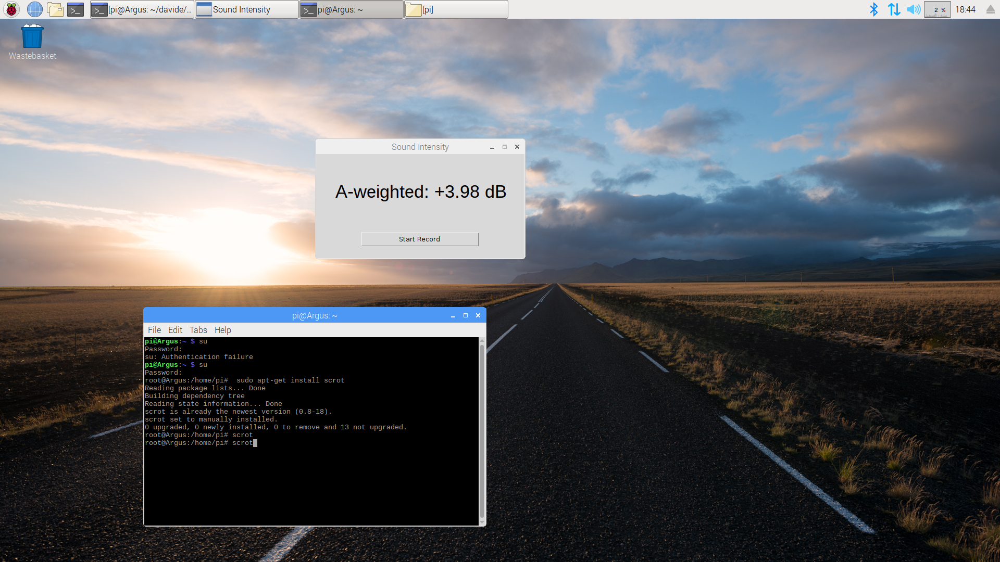 [pi@Argus: ~/davide/...
Sound Intensity
pi@Argus: ~
[pi]
2 %
18:44
Wastebasket
Sound Intensity
A-weighted: +3.98 dB
Start Record
pi@Argus: ~
File Edit Tabs Help
pi@Argus:~ $ su
Password:
su: Authentication failure
pi@Argus:~ $ su
Password:
root@Argus:/home/pi#  sudo apt-get install scrot
Reading package lists... Done
Building dependency tree
Reading state information... Done
scrot is already the newest version (0.8-18).
scrot set to manually installed.
0 upgraded, 0 newly installed, 0 to remove and 13 not upgraded.
root@Argus:/home/pi# scrot
root@Argus:/home/pi# scrot